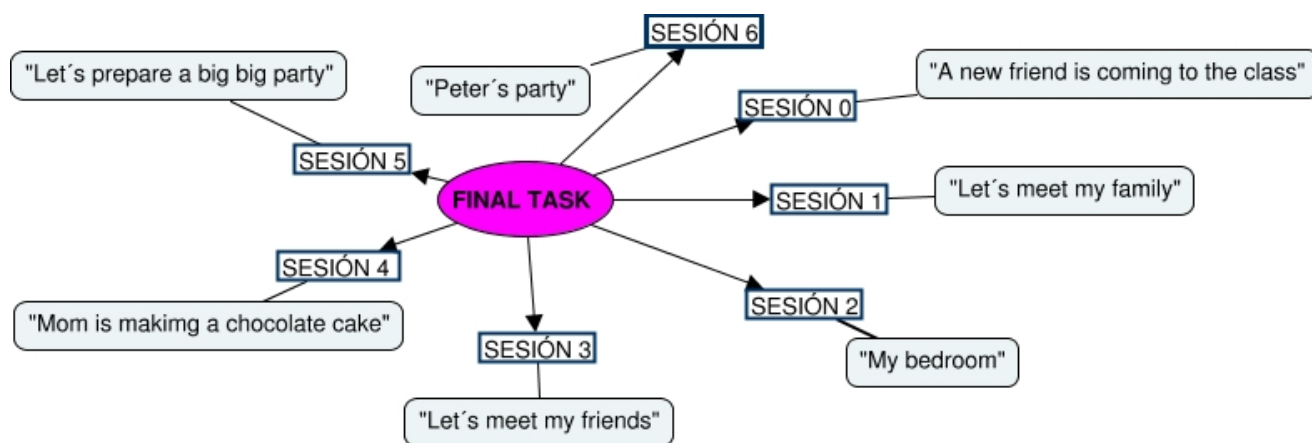 SESIÓN 6
"Let´s prepare a big big party"
"Peter´s party"
"A new friend is coming to the class"
SESIÓN 0
SESIÓN 5
FINAL TASK
SESIÓN 1
"Let´s meet my family"
SESIÓN 4
"Mom is makimg a chocolate cake"
SESIÓN 2
SESIÓN 3
"My bedroom"
"Let´s meet my friends"